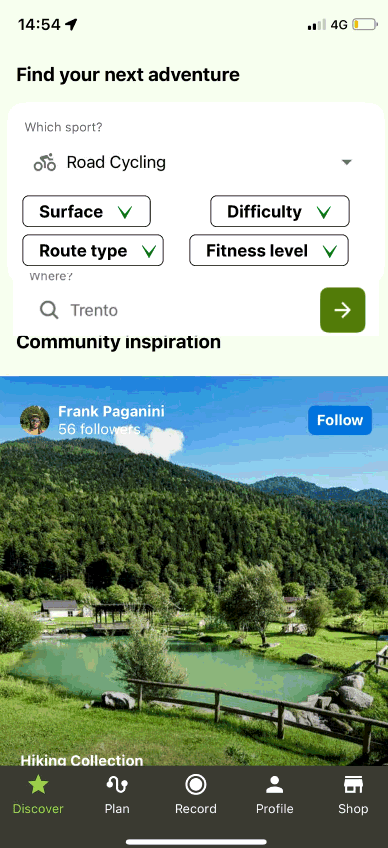 14:54
4G
Find your next adventure
Which sport?
Road Cycling
Surface
Difficulty
Route type
Fitness level
Where?
Trento
Community inspiration
Frank Paganini
56 followers
Follow
Hiking Collection
Discover
Plan
Record
Profile
Shop